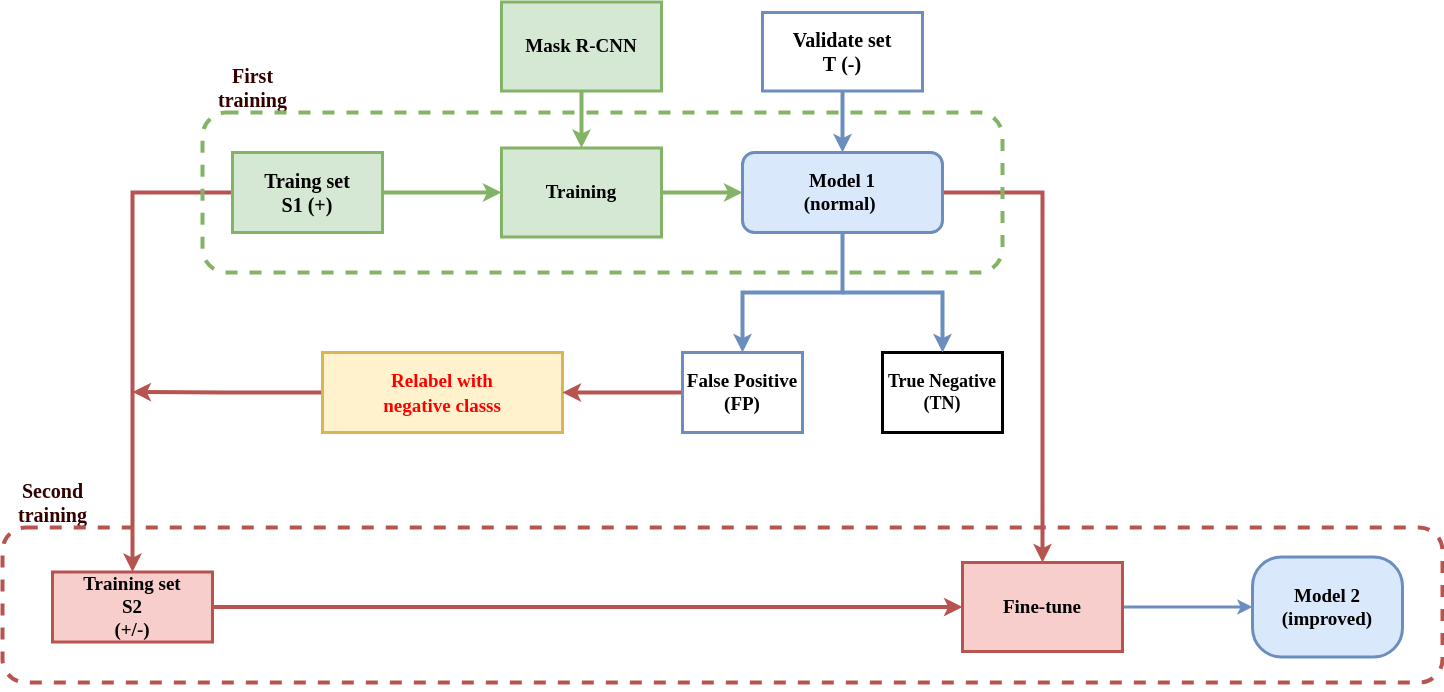 Mask R-CNN
Validate set
T (-)
First
training
Traing set
S1 (+)
Training
Model 1
(normal)
Relabel with
negative classs
False Positive
(FP)
True Negative
(TN)
Second
training
Training set
S2
(+/-)
Fine-tune
Model 2
(improved)